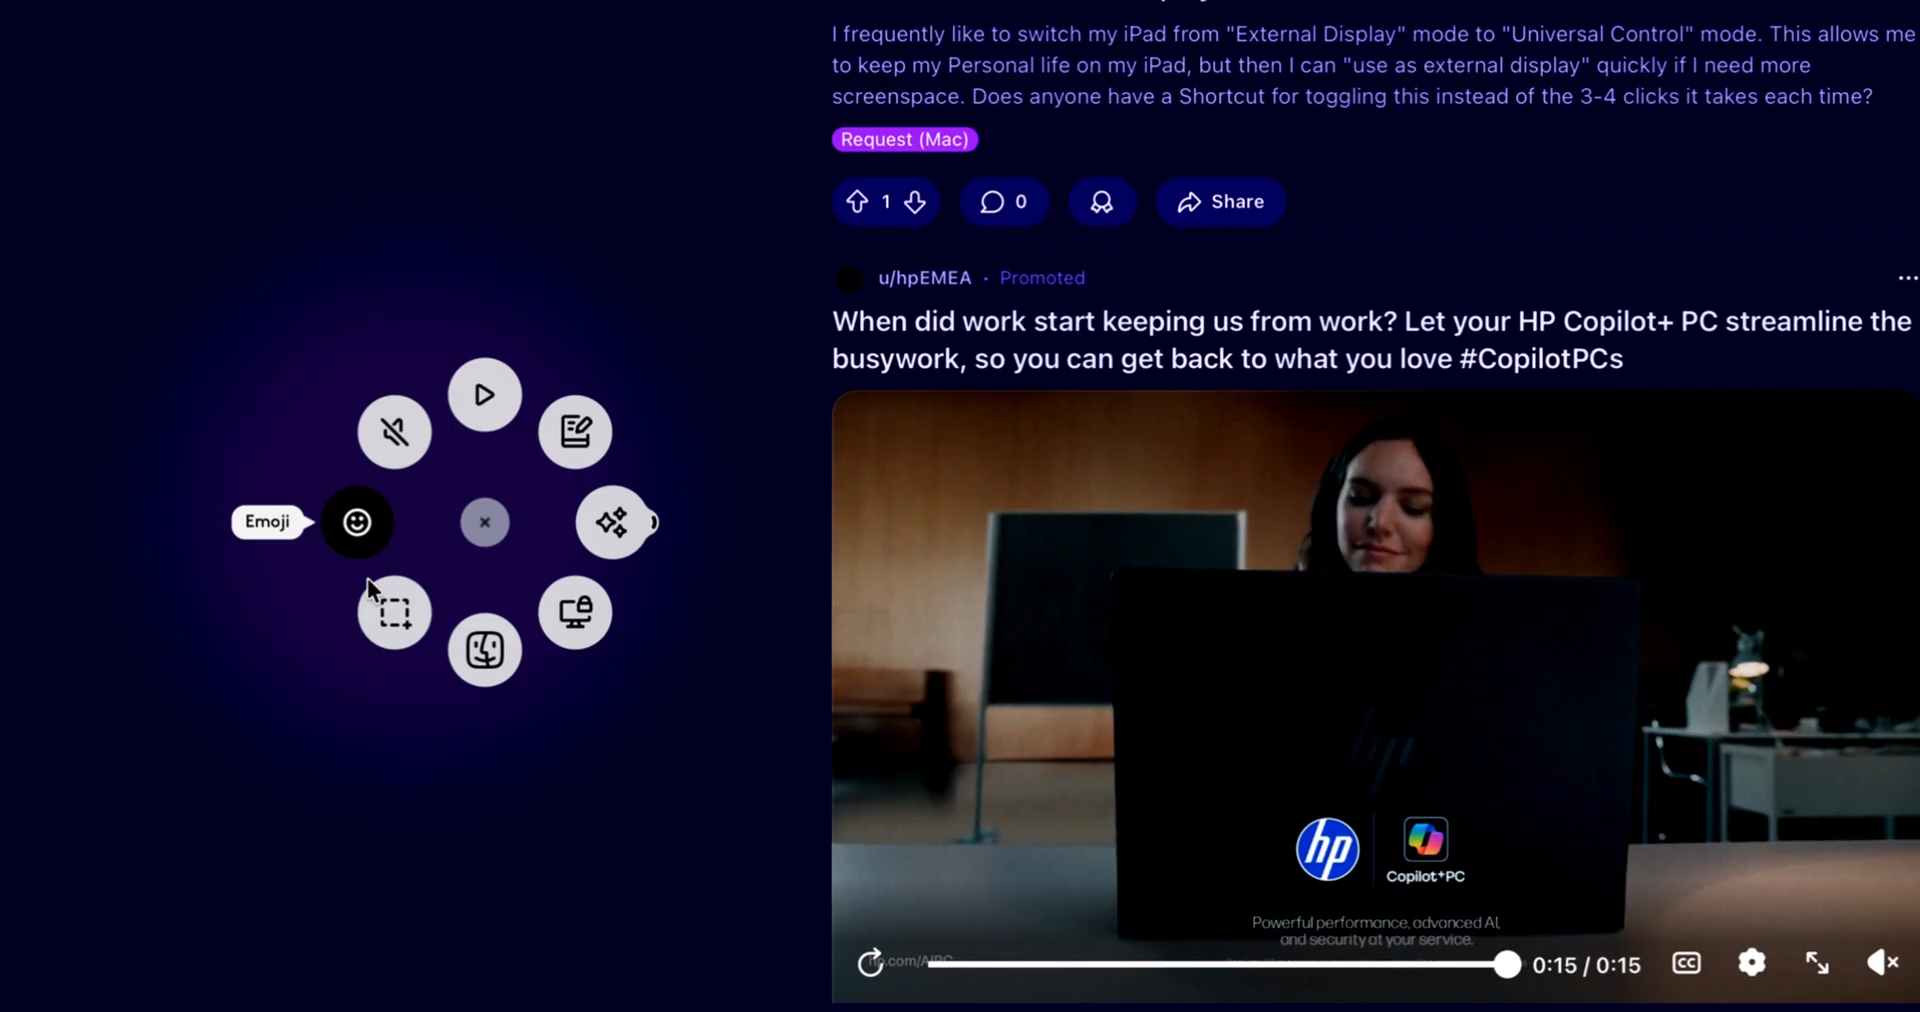 I frequently like to switch my iPad from "External Display" mode to "Universal Control" mode. This allows me
to keep my Personal life on my iPad, but then I can "use as external display" quickly if I need more
screenspace. Does anyone have a Shortcut for toggling this instead of the 3-4 clicks it takes each time?
Request (Mac)
1
0
Share
u/hpEMEA • Promoted
When did work start keeping us from work? Let your HP Copilot+ PC streamline the
busywork, so you can get back to what you love #CopilotPCs
Emoji
hp
hp
Copilot+PC
Powerful performance, advanced AI,
and security at your service.
hp.com/AIPC
0:15 / 0:15
CC